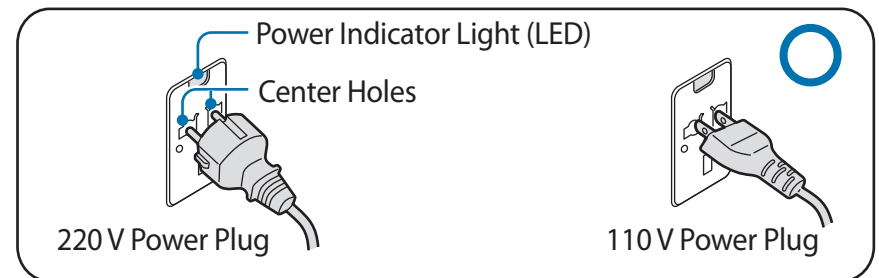 Power Indicator Light (LED)
Center Holes
220 V Power Plug
110 V Power Plug